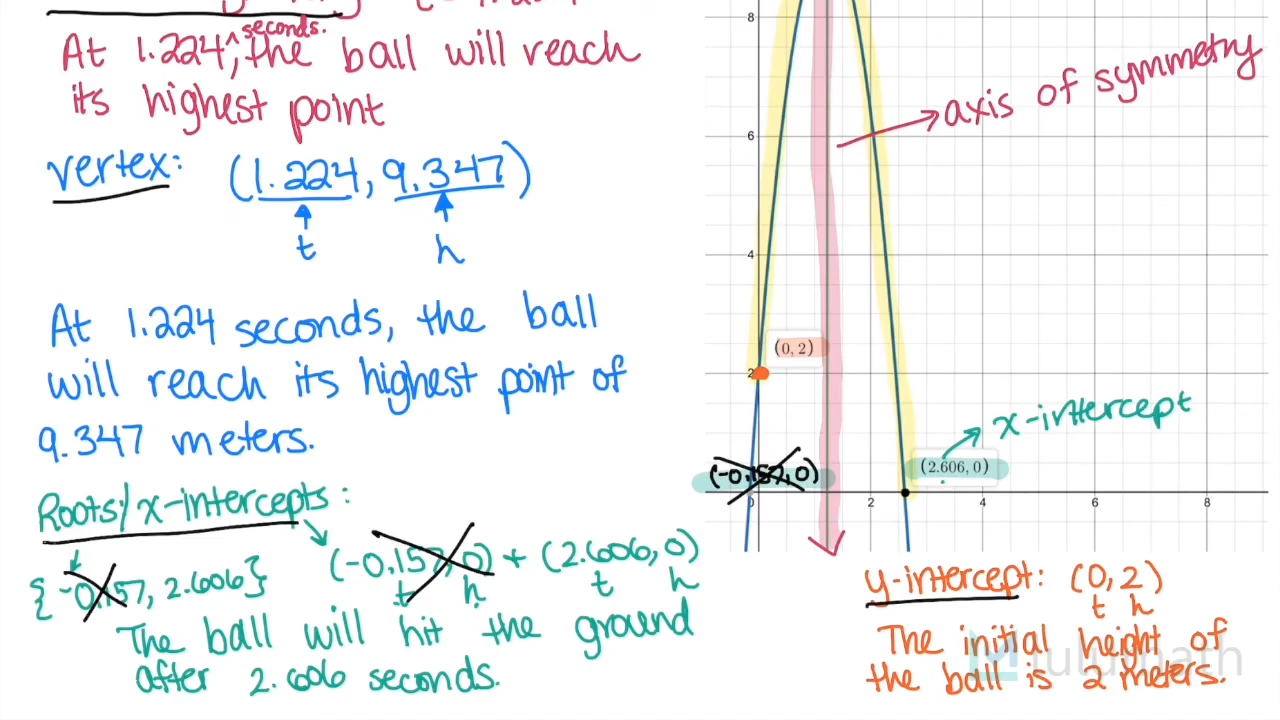 At 1.224^, the ball will reach
seconds.
its highest point
vertex: (1.224, 9.347)
t h
At 1.224 seconds, the ball
will reach its highest point of
9.347 meters.
Roots/x-intercepts:
(-0.157, 0) + (2.606, 0)
t h t h
{-0.157, 2.606}
The ball will hit the ground
after 2.606 seconds.
8
axis of symmetry
6
4
(0, 2)
2
x-intercept
(-0.157, 0)
(2.606, 0)
0 2 4 6 8
y-intercept: (0, 2)
t h
The initial height of
the ball is 2 meters.